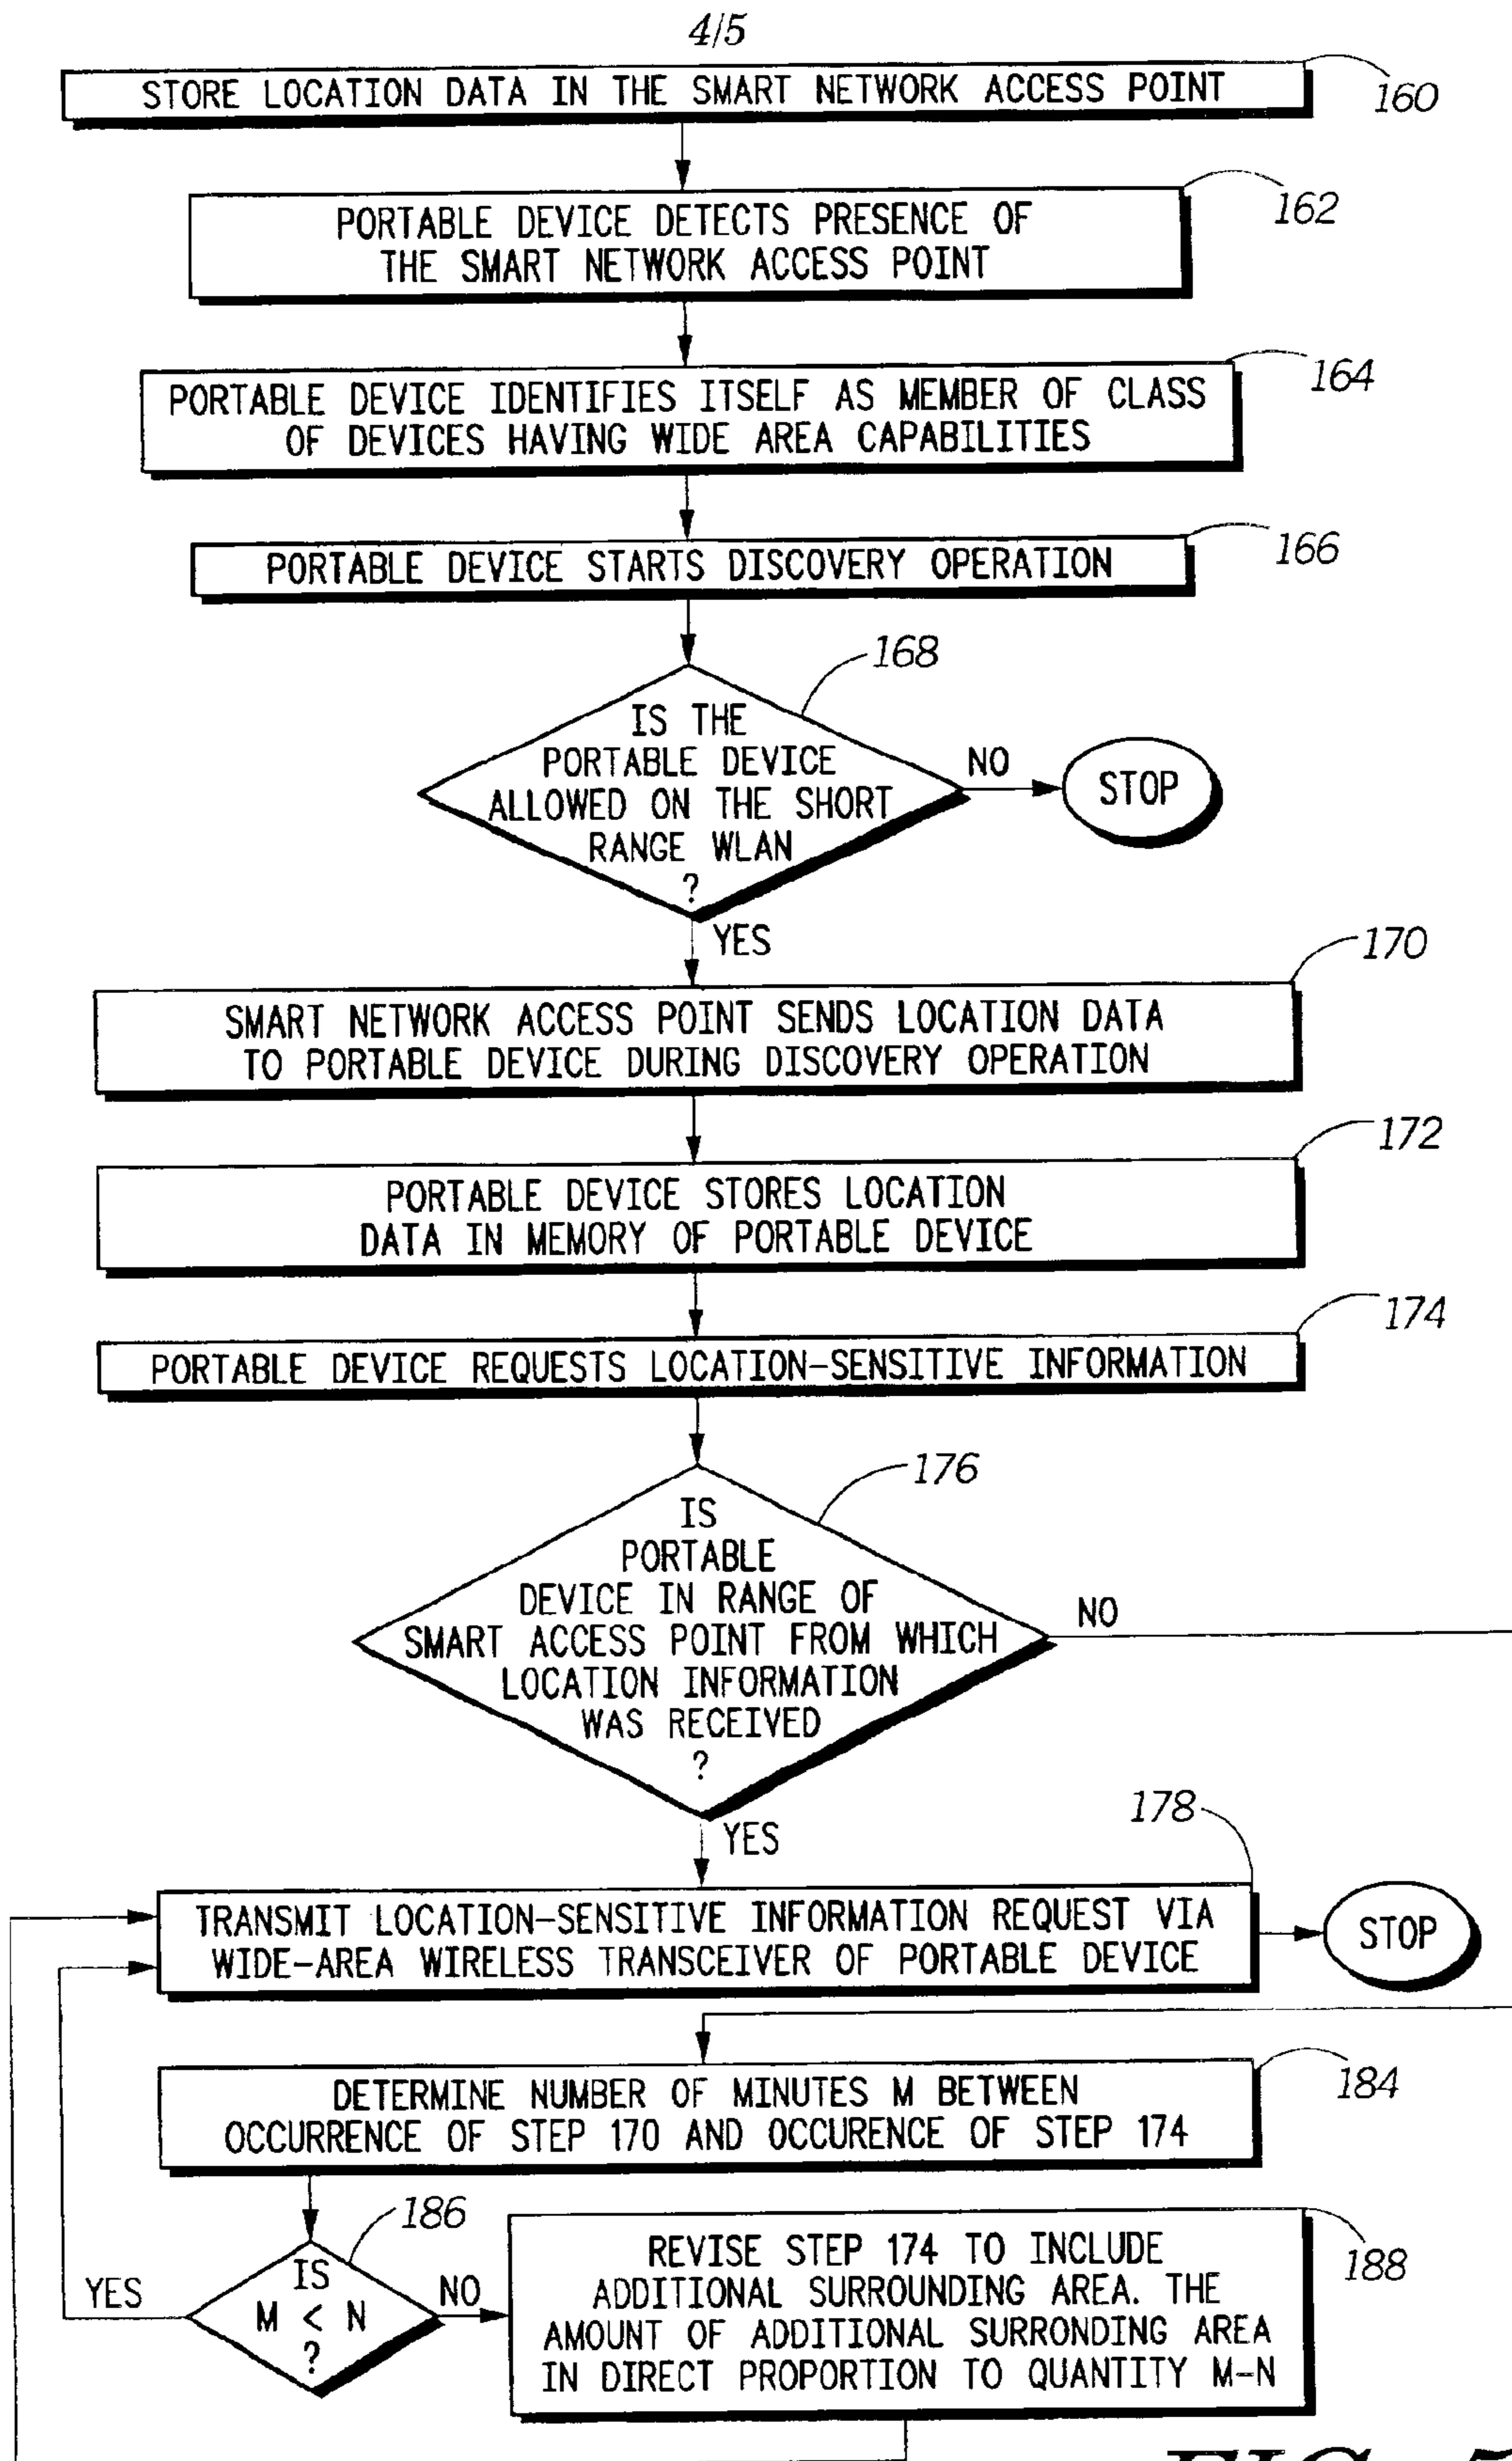 4/5
STORE LOCATION DATA IN THE SMART NETWORK ACCESS POINT
160
PORTABLE DEVICE DETECTS PRESENCE OF
THE SMART NETWORK ACCESS POINT
162
PORTABLE DEVICE IDENTIFIES ITSELF AS MEMBER OF CLASS
OF DEVICES HAVING WIDE AREA CAPABILITIES
164
PORTABLE DEVICE STARTS DISCOVERY OPERATION
166
168
IS THE
PORTABLE DEVICE
ALLOWED ON THE SHORT
RANGE WLAN
?
NO
STOP
YES
170
SMART NETWORK ACCESS POINT SENDS LOCATION DATA
TO PORTABLE DEVICE DURING DISCOVERY OPERATION
172
PORTABLE DEVICE STORES LOCATION
DATA IN MEMORY OF PORTABLE DEVICE
174
PORTABLE DEVICE REQUESTS LOCATION-SENSITIVE INFORMATION
176
IS
PORTABLE
DEVICE IN RANGE OF
SMART ACCESS POINT FROM WHICH
LOCATION INFORMATION
WAS RECEIVED
?
NO
YES
178
TRANSMIT LOCATION-SENSITIVE INFORMATION REQUEST VIA
WIDE-AREA WIRELESS TRANSCEIVER OF PORTABLE DEVICE
STOP
DETERMINE NUMBER OF MINUTES M BETWEEN
OCCURRENCE OF STEP 170 AND OCCURENCE OF STEP 174
184
186
IS
M < N
?
YES
NO
REVISE STEP 174 TO INCLUDE
ADDITIONAL SURROUNDING AREA. THE
AMOUNT OF ADDITIONAL SURRONDING AREA
IN DIRECT PROPORTION TO QUANTITY M-N
188